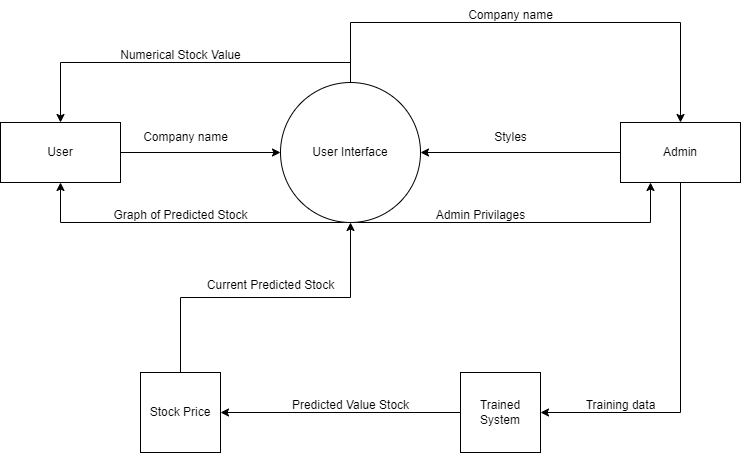 Company name
Numerical Stock Value
Company name
Styles
User
User Interface
Admin
Graph of Predicted Stock
Admin Privilages
Current Predicted Stock
Stock Price
Predicted Value Stock
Trained
System
Training data